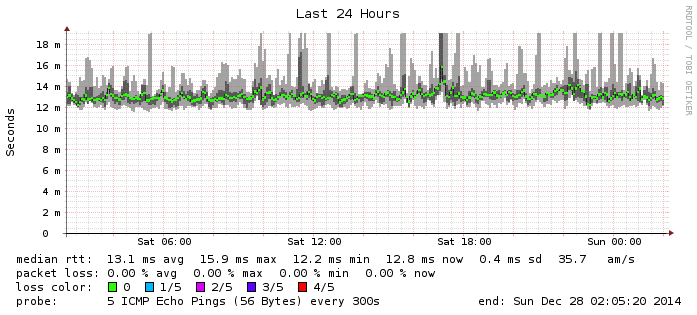 Last 24 Hours
RRDTOOL / TOBI OETIKER
Seconds
18 m
16 m
14 m
12 m
10 m
8 m
6 m
4 m
2 m
0
Sat 06:00 Sat 12:00 Sat 18:00 Sun 00:00
median rtt: 13.1 ms avg 15.9 ms max 12.2 ms min 12.8 ms now 0.4 ms sd 35.7 am/s
packet loss: 0.00 % avg 0.00 % max 0.00 % min 0.00 % now
loss color: 0 1/5 2/5 3/5 4/5
probe: 5 ICMP Echo Pings (56 Bytes) every 300s end: Sun Dec 28 02:05:20 2014